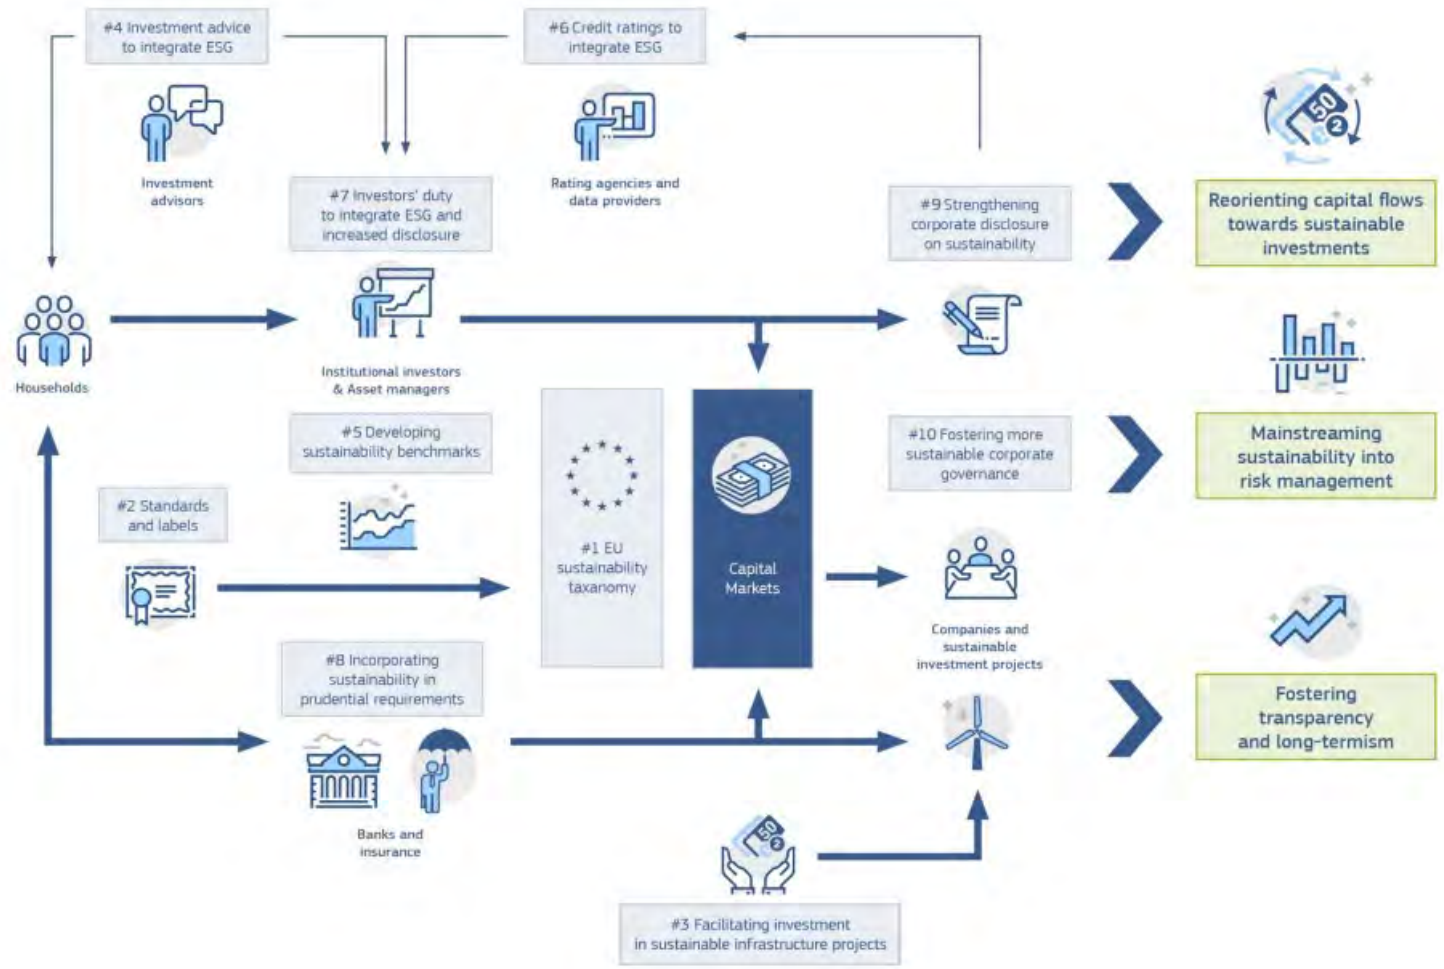 #4 Investment advice
to integrate ESG
#6 Credit ratings to
integrate ESG
50
2
Investment
advisors
#7 Investors' duty
to integrate ESG and
increased disclosure
Rating agencies and
data providers
#9 Strengthening
corporate disclosure
on sustainability
Reorienting capital flows
towards sustainable
investments
Households
Institutional investors
& Asset managers
#5 Developing
sustainability benchmarks
#10 Fostering more
sustainable corporate
governance
Mainstreaming
sustainability into
risk management
#2 Standards
and labels
#1 EU
sustainability
taxanomy
Capital
Markets
Companies and
sustainable
investment projects
#8 Incorporating
sustainability in
prudential requirements
Fostering
transparency
and long-termism
Banks and
insurance
50
2
#3 Facilitating investment
in sustainable infrastructure projects